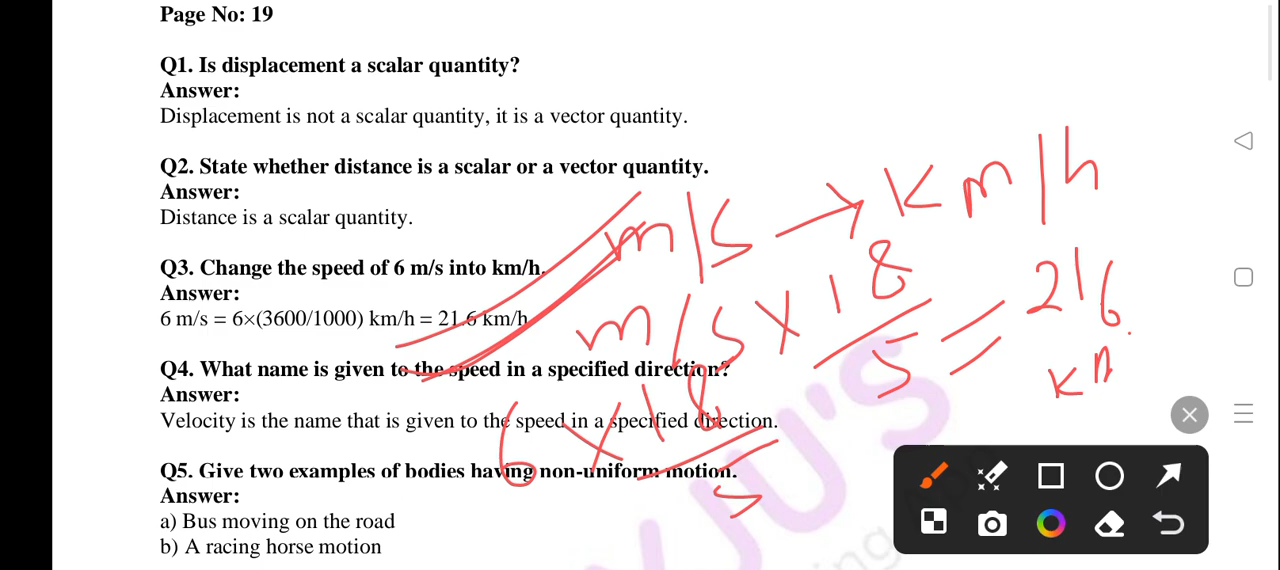 Page No: 19
Q1. Is displacement a scalar quantity?
Answer:
Displacement is not a scalar quantity, it is a vector quantity.
Q2. State whether distance is a scalar or a vector quantity.
Answer:
Distance is a scalar quantity.
Q3. Change the speed of 6 m/s into km/h.
Answer:
6 m/s = 6×(3600/1000) km/h = 21.6 km/h
Q4. What name is given to the speed in a specified direction?
Answer:
Velocity is the name that is given to the speed in a specified direction.
Q5. Give two examples of bodies having non-uniform motion.
Answer:
a) Bus moving on the road
b) A racing horse motion
m/s → km/h
m/s × 18/5 = 216
6 × 18/5